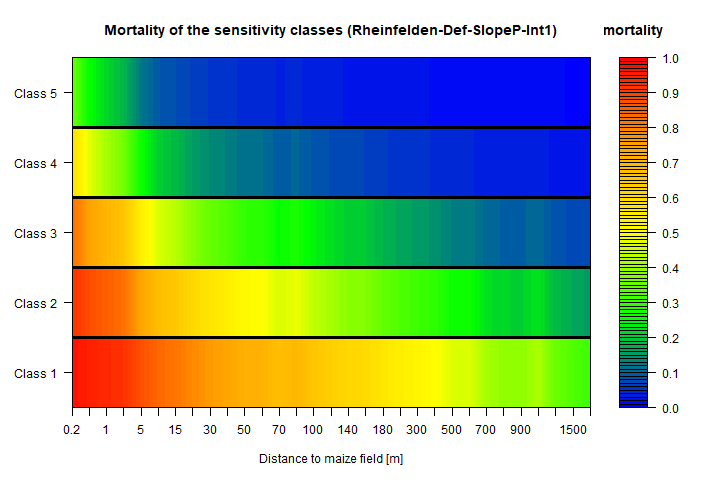 Mortality of the sensitivity classes (Rheinfelden-Def-SlopeP-Int1)
mortality
Class 5
Class 4
Class 3
Class 2
Class 1
1.0
0.9
0.8
0.7
0.6
0.5
0.4
0.3
0.2
0.1
0.0
0.2 1 5 15 30 50 70 100 140 180 300 500 700 900 1500
Distance to maize field [m]